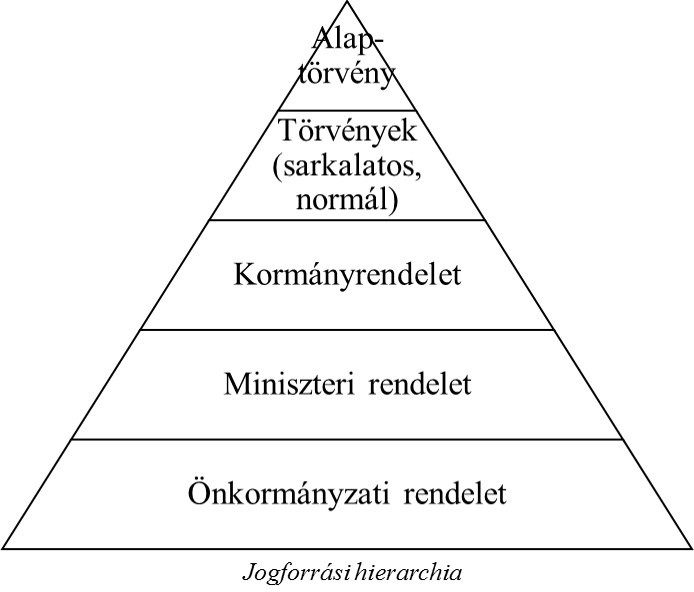 Alap-
törvény
Törvények
(sarkalatos,
normál)
Kormányrendelet
Miniszteri rendelet
Önkormányzati rendelet
Jogforrási hierarchia